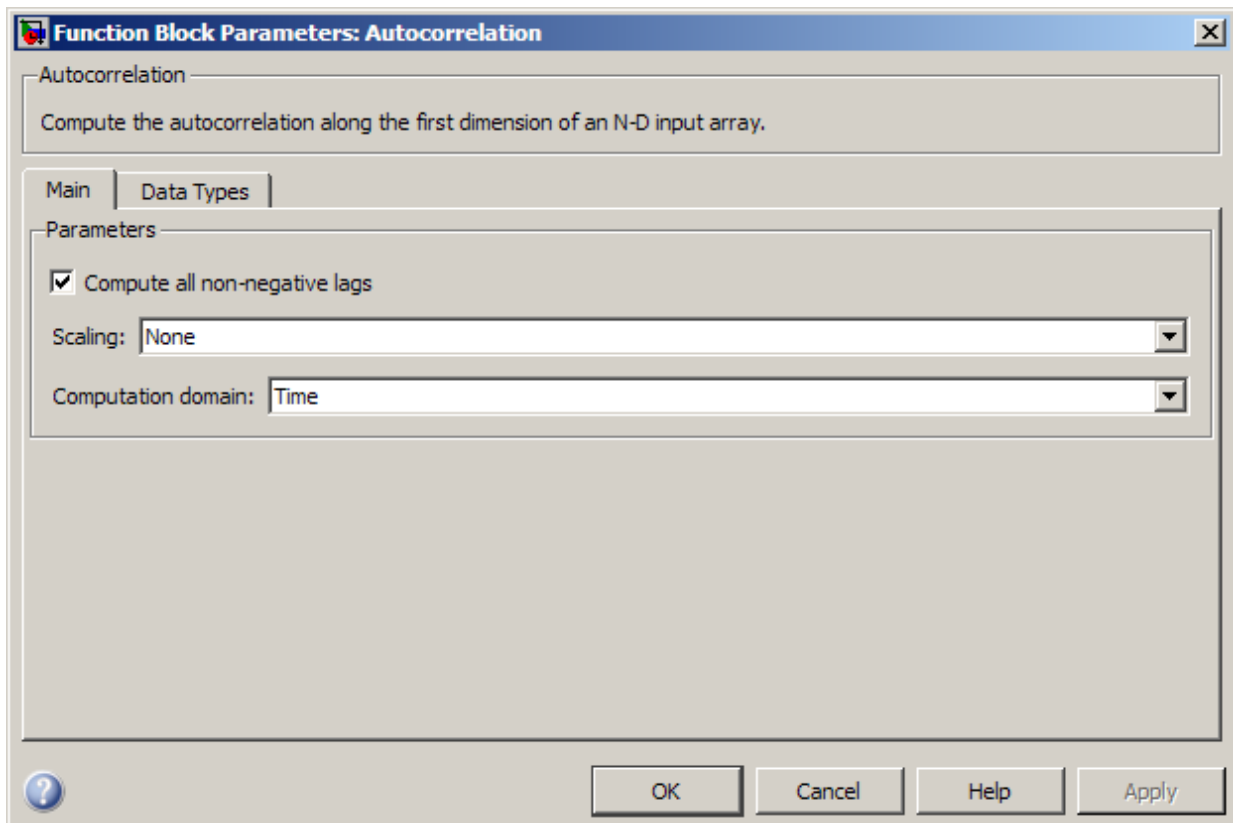 Function Block Parameters: Autocorrelation
Autocorrelation
Compute the autocorrelation along the first dimension of an N-D input array.
Main Data Types
Parameters
Compute all non-negative lags
Scaling: None
Computation domain: Time
? OK Cancel Help Apply